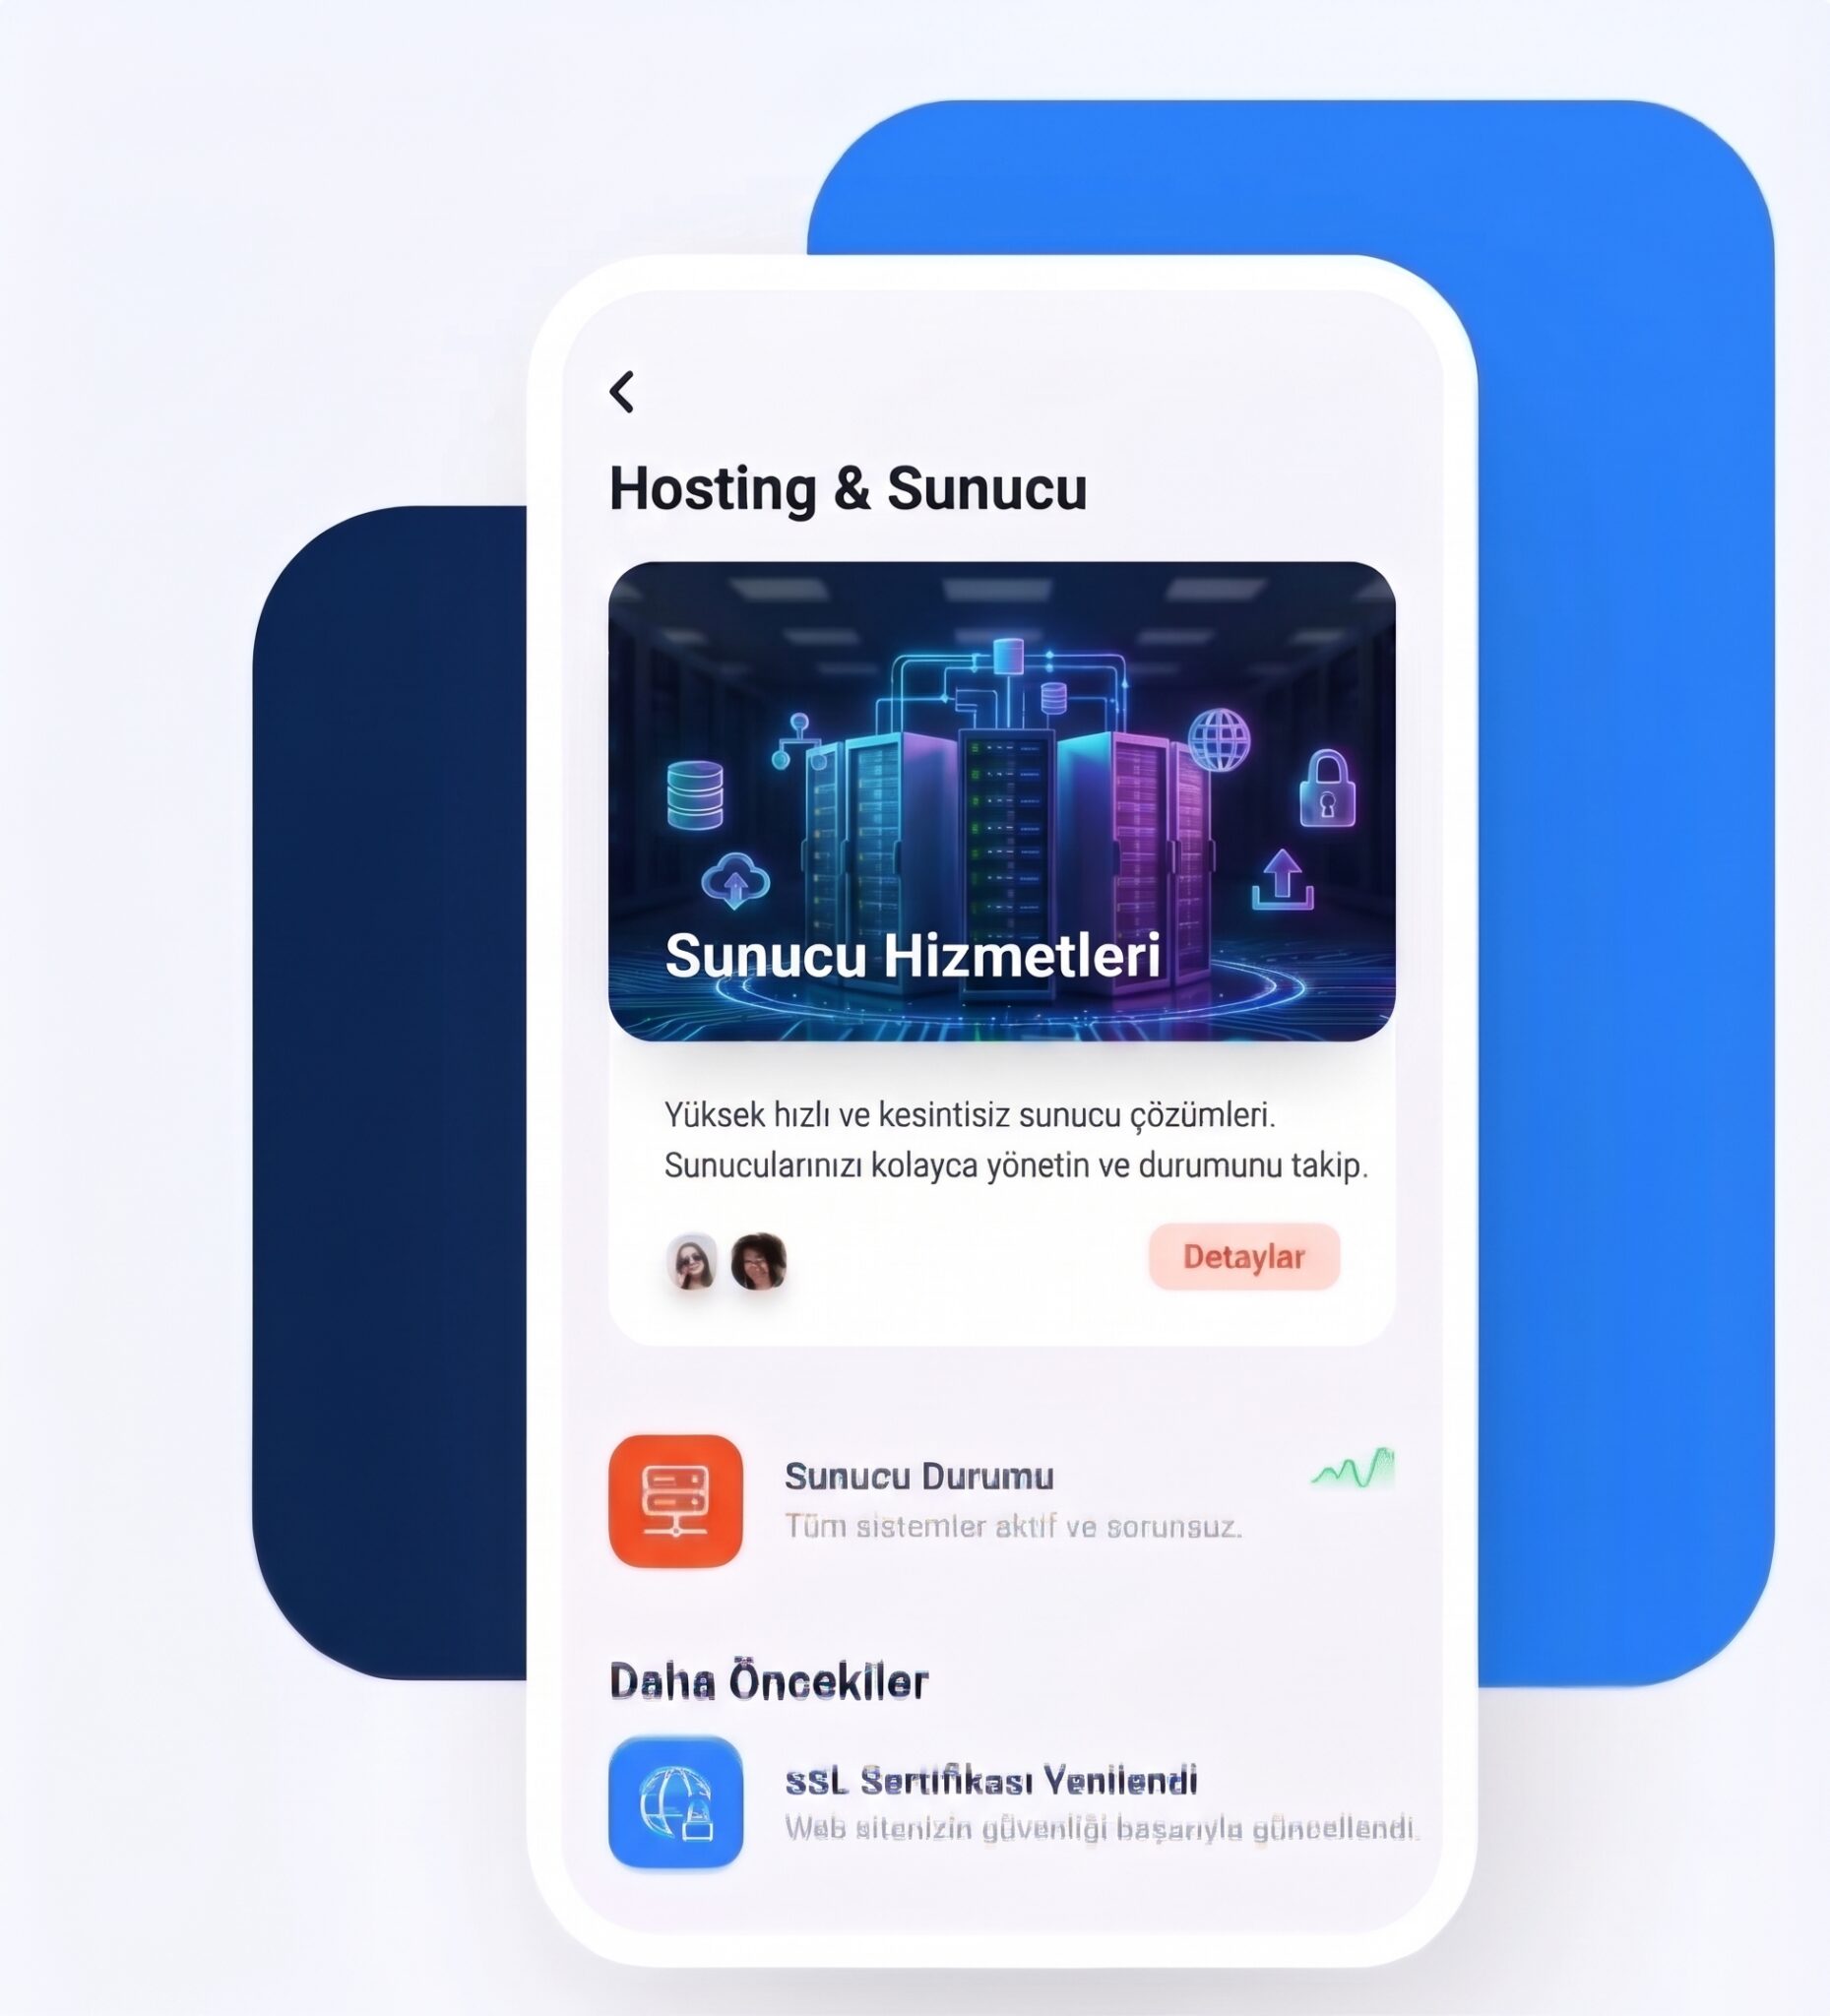 Hosting & Sunucu
Sunucu Hizmetleri
Yüksek hızlı ve kesintisiz sunucu çözümleri.
Sunucularınızı kolayca yönetin ve durumunu takip.
Detaylar
Sunucu Durumu
Tüm sistemler aktif ve sorunsuz.
Daha Öncekiler
sSL Sertifikası Yenilendi
Web sitenizin güvenliği başarıyla güncellendi.